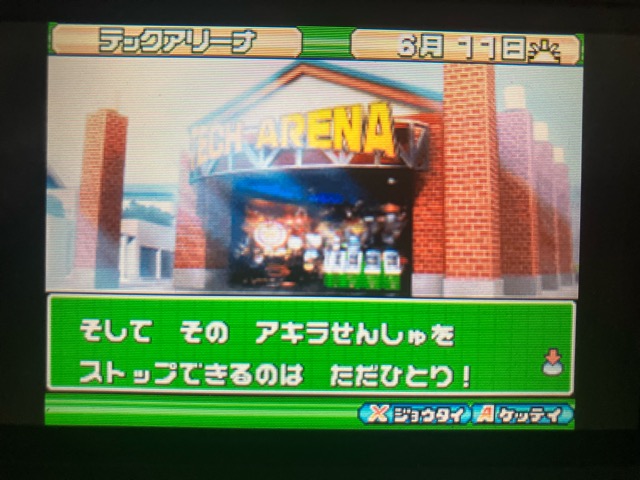 テックアリーナ
6月 11日
TECH ARENA
そして その アキラせんしゅを
ストップできるのは ただひとり！
X ジョウタイ A ケッテイ